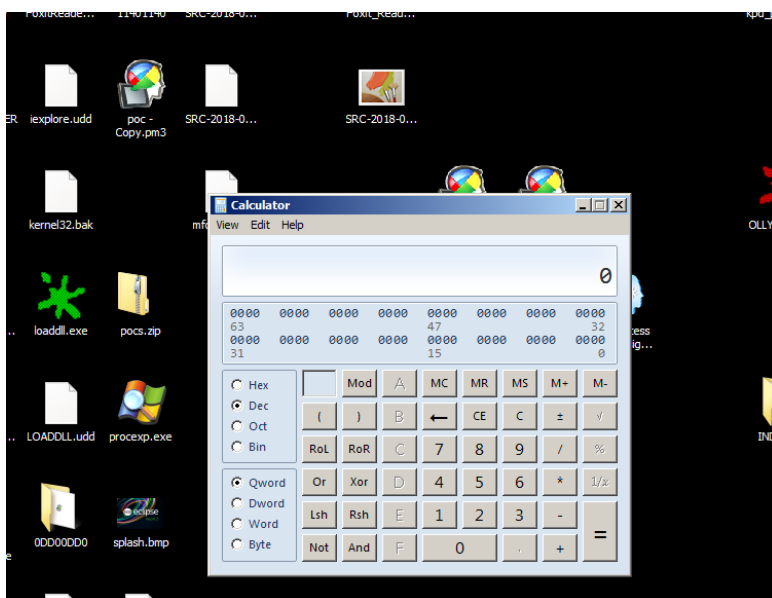 FoxitReade...
11401140
SRC-2018-0...
Foxit_Read...
iexplore.udd
poc -
Copy.pm3
SRC-2018-0...
SRC-2018-0...
kernel32.bak
Calculator
View Edit Help
0
0000 0000 0000 0000 0000 0000 0000 0000
63 47 32
0000 0000 0000 0000 0000 0000 0000 0000
31 15 0
Hex Mod A MC MR MS M+ M-
Dec ( ) B ← CE C ± √
Oct
Bin RoL RoR C 7 8 9 / %
Qword Or Xor D 4 5 6 * 1/x
Dword
Word Lsh Rsh E 1 2 3 - =
Byte Not And F 0 , +
loaddll.exe
pocs.zip
LOADDLL.udd
procexp.exe
0DD00DD0
splash.bmp